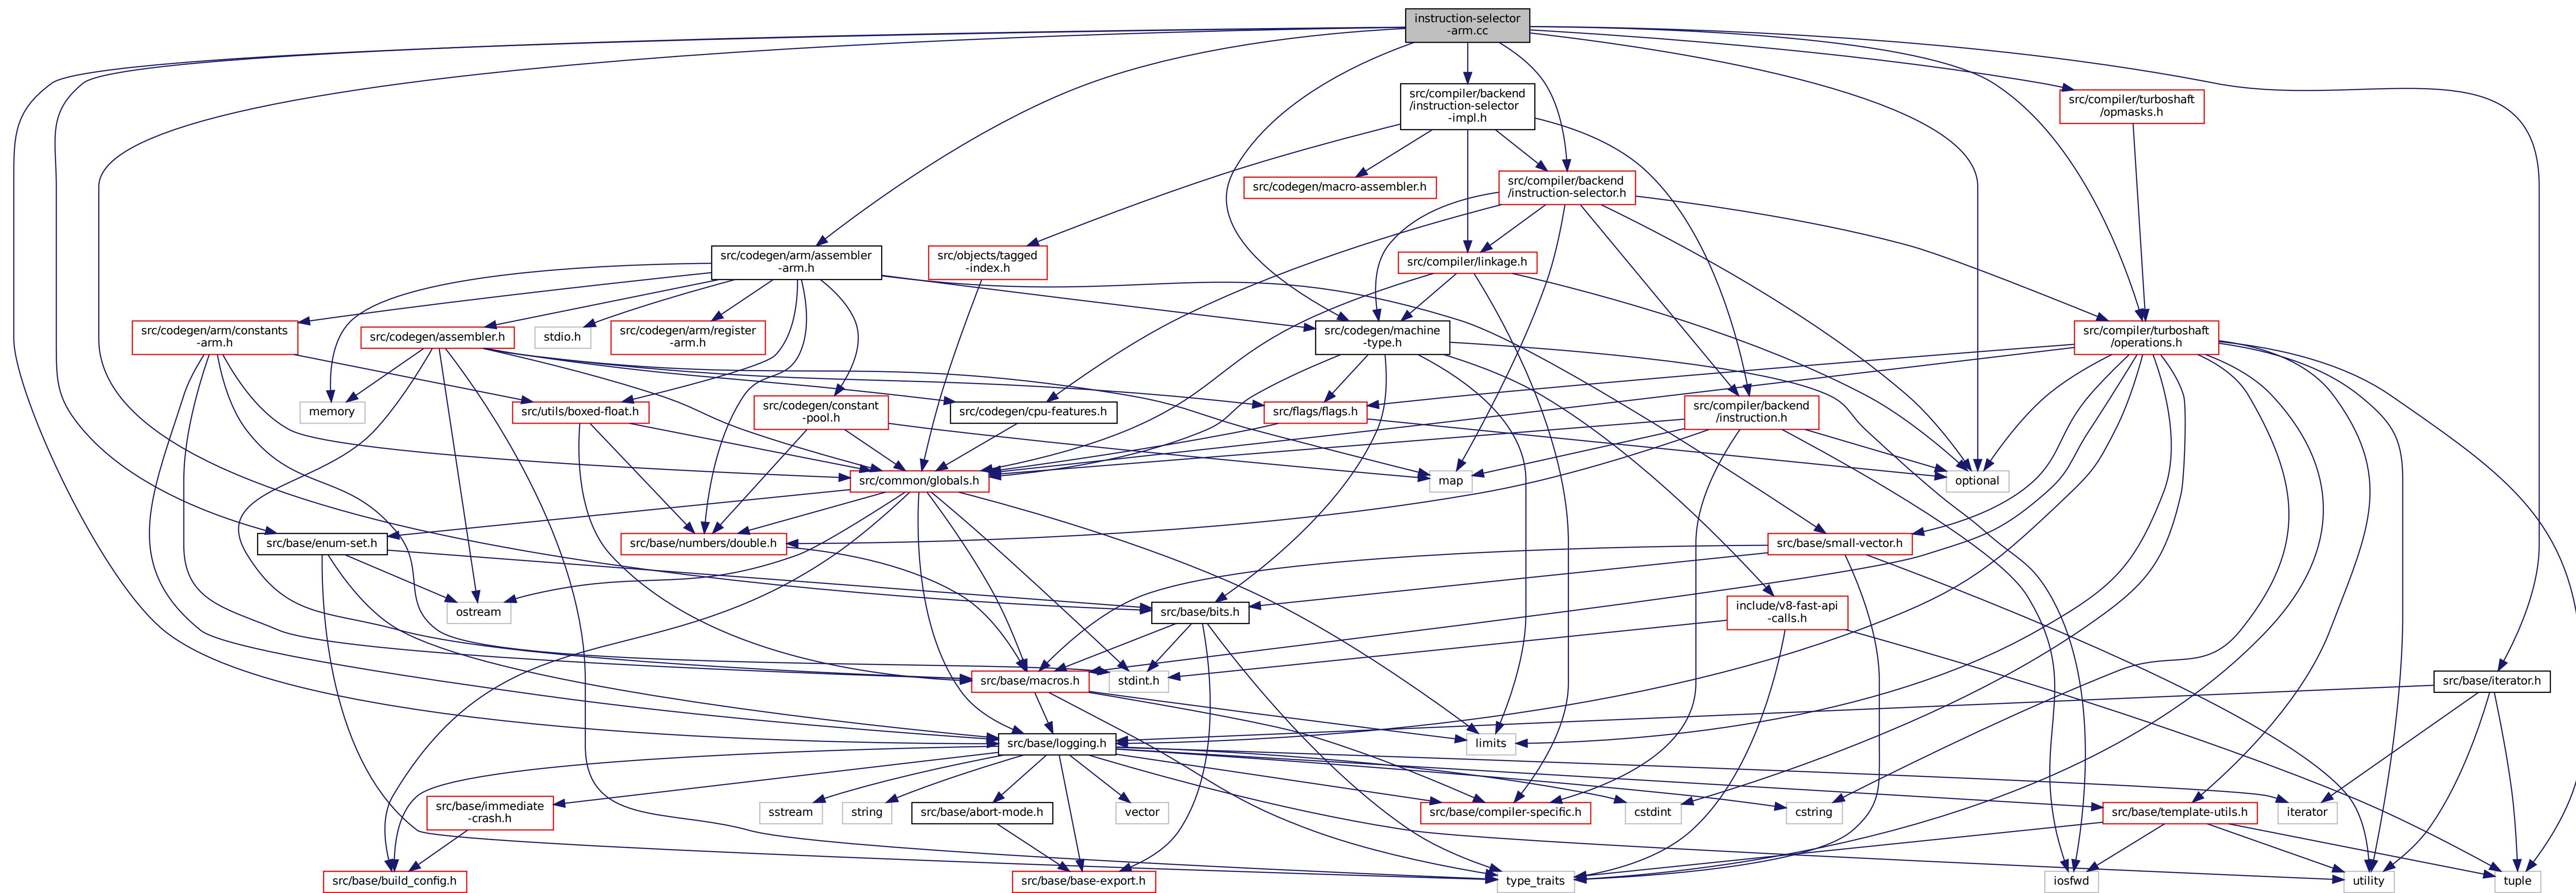 instruction-selector
-arm.cc
src/compiler/backend
/instruction-selector
-impl.h
src/compiler/turboshaft
/opmasks.h
src/codegen/macro-assembler.h
src/compiler/backend
/instruction-selector.h
src/codegen/arm/assembler
-arm.h
src/objects/tagged
-index.h
src/compiler/linkage.h
src/codegen/arm/constants
-arm.h
src/codegen/assembler.h
stdio.h
src/codegen/arm/register
-arm.h
src/codegen/machine
-type.h
src/compiler/turboshaft
/operations.h
memory
src/utils/boxed-float.h
src/codegen/constant
-pool.h
src/codegen/cpu-features.h
src/flags/flags.h
src/compiler/backend
/instruction.h
src/common/globals.h
map
optional
src/base/enum-set.h
src/base/numbers/double.h
src/base/small-vector.h
ostream
src/base/bits.h
include/v8-fast-api
-calls.h
src/base/macros.h
stdint.h
src/base/iterator.h
src/base/logging.h
limits
src/base/immediate
-crash.h
sstream
string
src/base/abort-mode.h
vector
src/base/compiler-specific.h
cstdint
cstring
src/base/template-utils.h
iterator
src/base/build_config.h
src/base/base-export.h
type_traits
iosfwd
utility
tuple